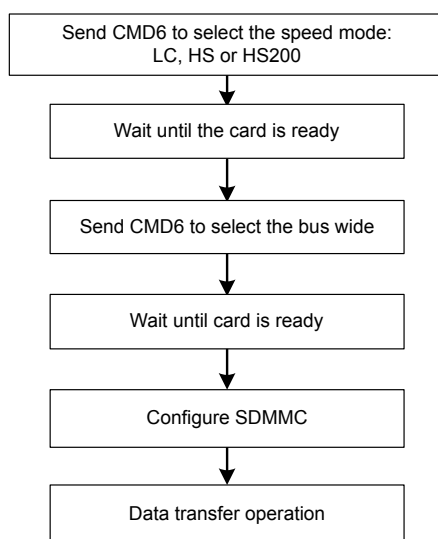 Send CMD6 to select the speed mode:
LC, HS or HS200
Wait until the card is ready
Send CMD6 to select the bus wide
Wait until card is ready
Configure SDMMC
Data transfer operation